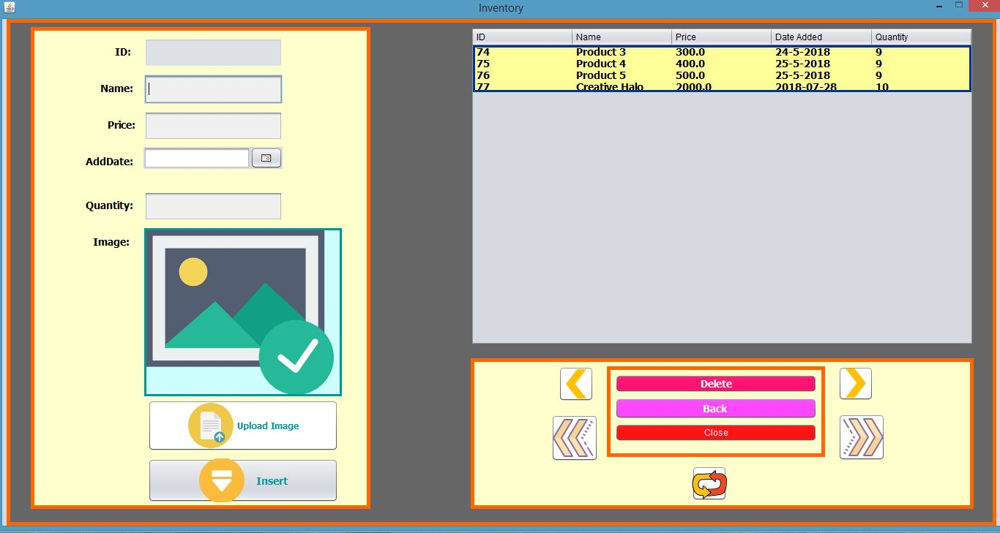 Inventory
ID:
Name:
Price:
AddDate:
Quantity:
Image:
Upload Image
Insert
ID Name Price Date Added Quantity
74 Product 3 300.0 24-5-2018 9
75 Product 4 400.0 25-5-2018 9
76 Product 5 500.0 25-5-2018 9
77 Creative Halo 2000.0 2018-07-28 10
Delete
Back
Close